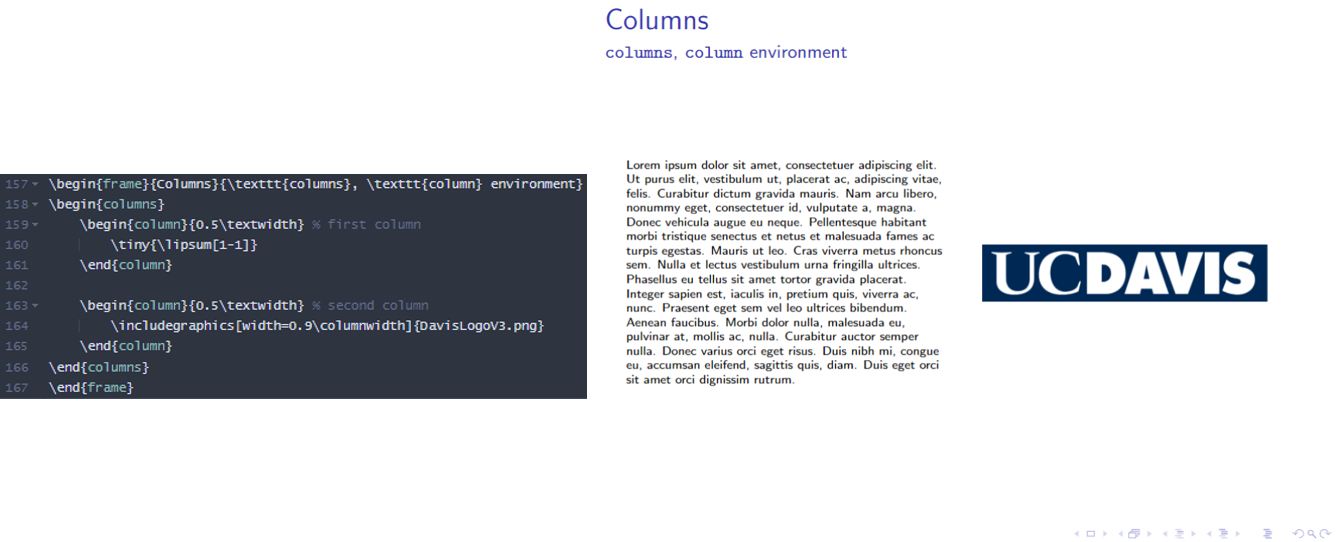 Columns
columns, column environment
157 \begin{frame}{Columns}{\texttt{columns}, \texttt{column} environment}
158 \begin{columns}
159 \begin{column}{0.5\textwidth} % first column
160 \tiny{\lipsum[1-1]}
161 \end{column}
162
163 \begin{column}{0.5\textwidth} % second column
164 \includegraphics[width=0.9\columnwidth]{DavisLogoV3.png}
165 \end{column}
166 \end{columns}
167 \end{frame}
Lorem ipsum dolor sit amet, consectetuer adipiscing elit.
Ut purus elit, vestibulum ut, placerat ac, adipiscing vitae,
felis. Curabitur dictum gravida mauris. Nam arcu libero,
nonummy eget, consectetuer id, vulputate a, magna.
Donec vehicula augue eu neque. Pellentesque habitant
morbi tristique senectus et netus et malesuada fames ac
turpis egestas. Mauris ut leo. Cras viverra metus rhoncus
sem. Nulla et lectus vestibulum urna fringilla ultrices.
Phasellus eu tellus sit amet tortor gravida placerat.
Integer sapien est, iaculis in, pretium quis, viverra ac,
nunc. Praesent eget sem vel leo ultrices bibendum.
Aenean faucibus. Morbi dolor nulla, malesuada eu,
pulvinar at, mollis ac, nulla. Curabitur auctor semper
nulla. Donec varius orci eget risus. Duis nibh mi, congue
eu, accumsan eleifend, sagittis quis, diam. Duis eget orci
sit amet orci dignissim rutrum.
UCDAVIS